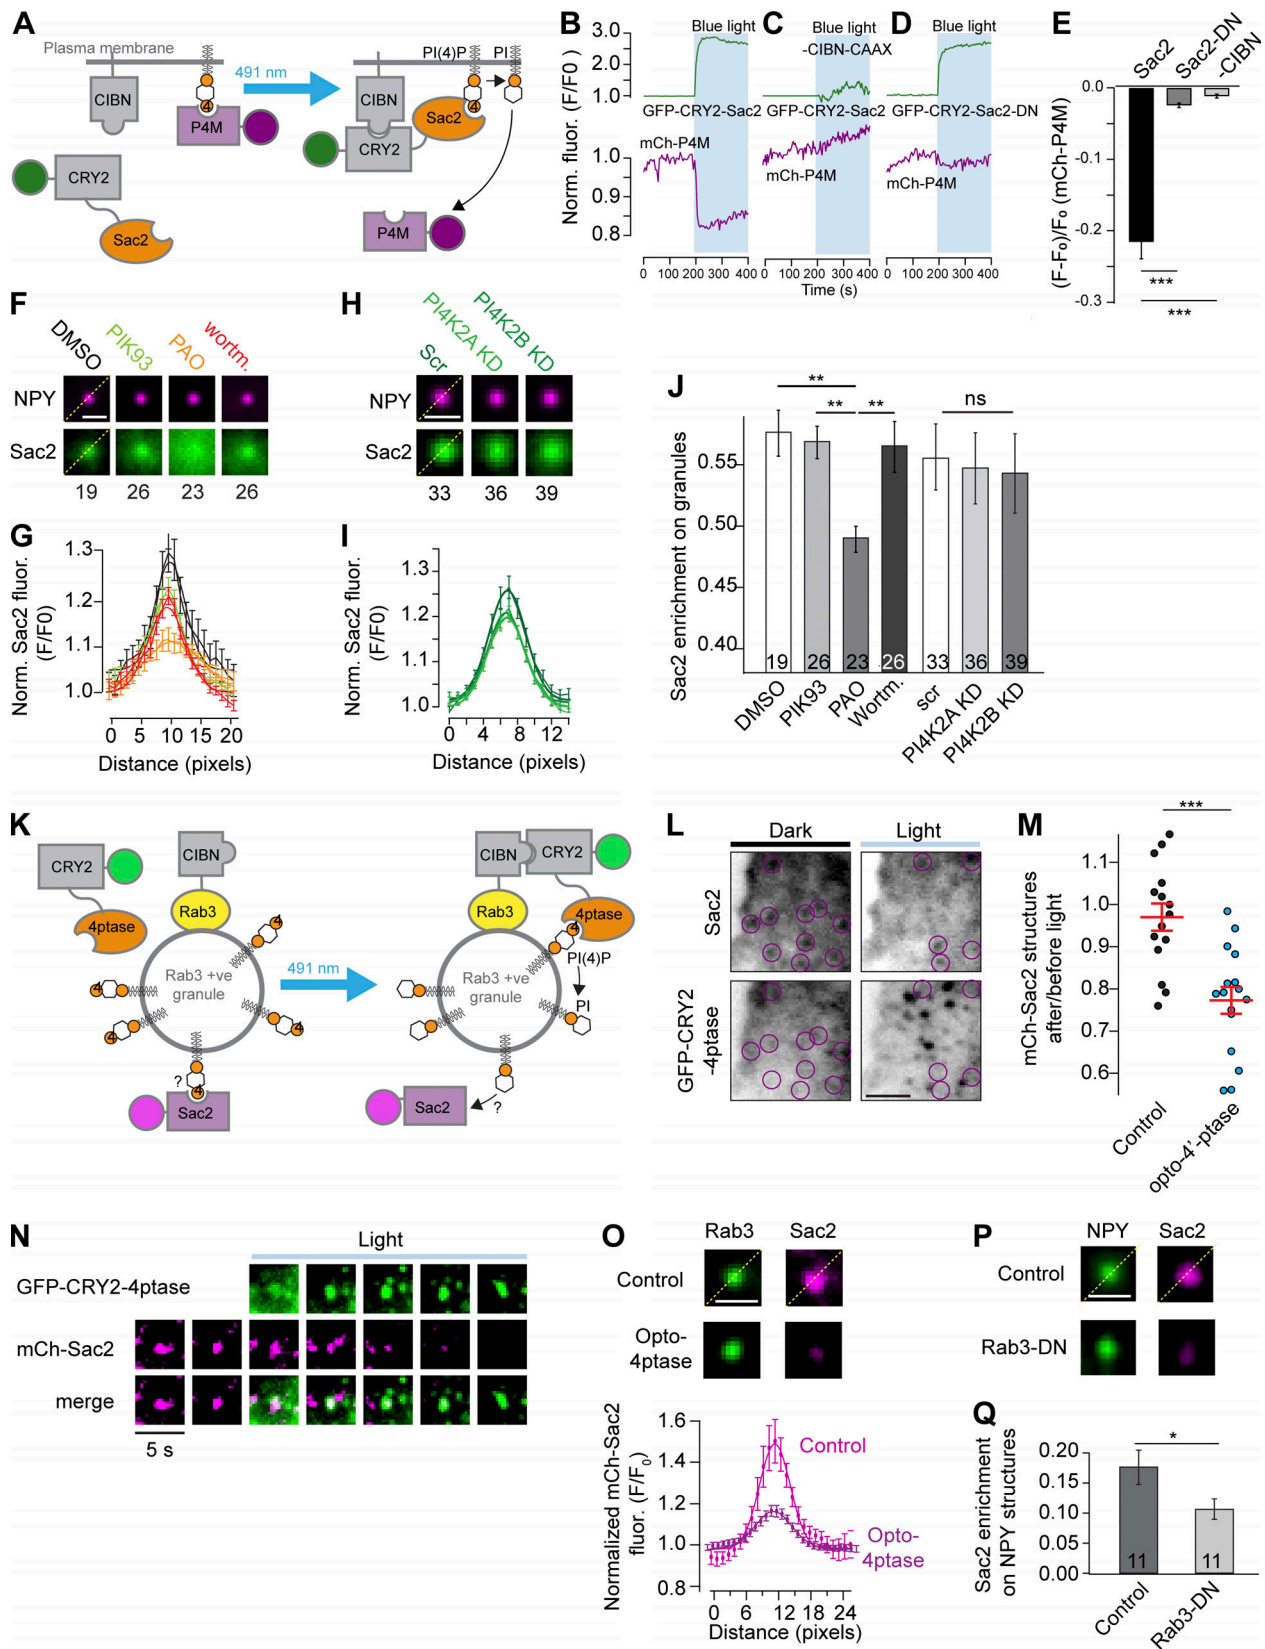 A
Plasma membrane
CIBN
4
P4M
CRY2
Sac2
491 nm
PI(4)P
PI
CIBN
Sac2
4
CRY2
P4M
B
C
D
Blue light
Blue light
Blue light
-CIBN-CAAX
Norm. fluor. (F/F0 )
3.0
2.0
1.0
GFP-CRY2-Sac2
GFP-CRY2-Sac2
GFP-CRY2-Sac2-DN
mCh-P4M
mCh-P4M
mCh-P4M
1.0
0.9
0.8
0 100 200 300 400
0 100 200 300 400
0 100 200 300 400
Time (s)
E
Sac2
Sac2-DN
-CIBN
(F-F₀)/F₀ (mCh-P4M)
0.0
-0.1
-0.2
-0.3
***
***
F
DMSO
PIK93
PAO
wortm.
NPY
Sac2
19 26 23 26
H
Scr
PI4K2A KD
PI4K2B KD
NPY
Sac2
33 36 39
G
Norm. Sac2 fluor.
(F/F0)
1.3
1.2
1.1
1.0
0 5 10 15 20
Distance (pixels)
I
Norm. Sac2 fluor.
(F/F0)
1.3
1.2
1.1
1.0
0 4 8 12
Distance (pixels)
J
Sac2 enrichment on granules
0.55
0.50
0.45
0.40
**
** **
ns
19 26 23 26 33 36 39
DMSO
PIK93
PAO
Wortm.
scr
PI4K2A KD
PI4K2B KD
K
CRY2
4ptase
CIBN
Rab3
Rab3 +ve
granule
4
4
4
4
4
?
Sac2
491 nm
CIBN
CRY2
Rab3
4ptase
4
PI(4)P
PI
Rab3 +ve
granule
Sac2
?
L
Dark
Light
Sac2
GFP-CRY2
-4ptase
M
***
mCh-Sac2 structures
after/before light
1.1
1.0
0.9
0.8
0.7
0.6
Control
opto-4'-ptase
N
Light
GFP-CRY2-4ptase
mCh-Sac2
merge
5 s
O
Rab3 Sac2
Control
Opto-
4ptase
Normalized mCh-Sac2
fluor. (F/F₀)
1.6
1.4
1.2
1.0
0.8
Control
Opto-
4ptase
0 6 12 18 24
Distance (pixels)
P
NPY Sac2
Control
Rab3-DN
Q
Sac2 enrichment
on NPY structures
0.20
0.15
0.10
0.05
0.00
*
11 11
Control
Rab3-DN